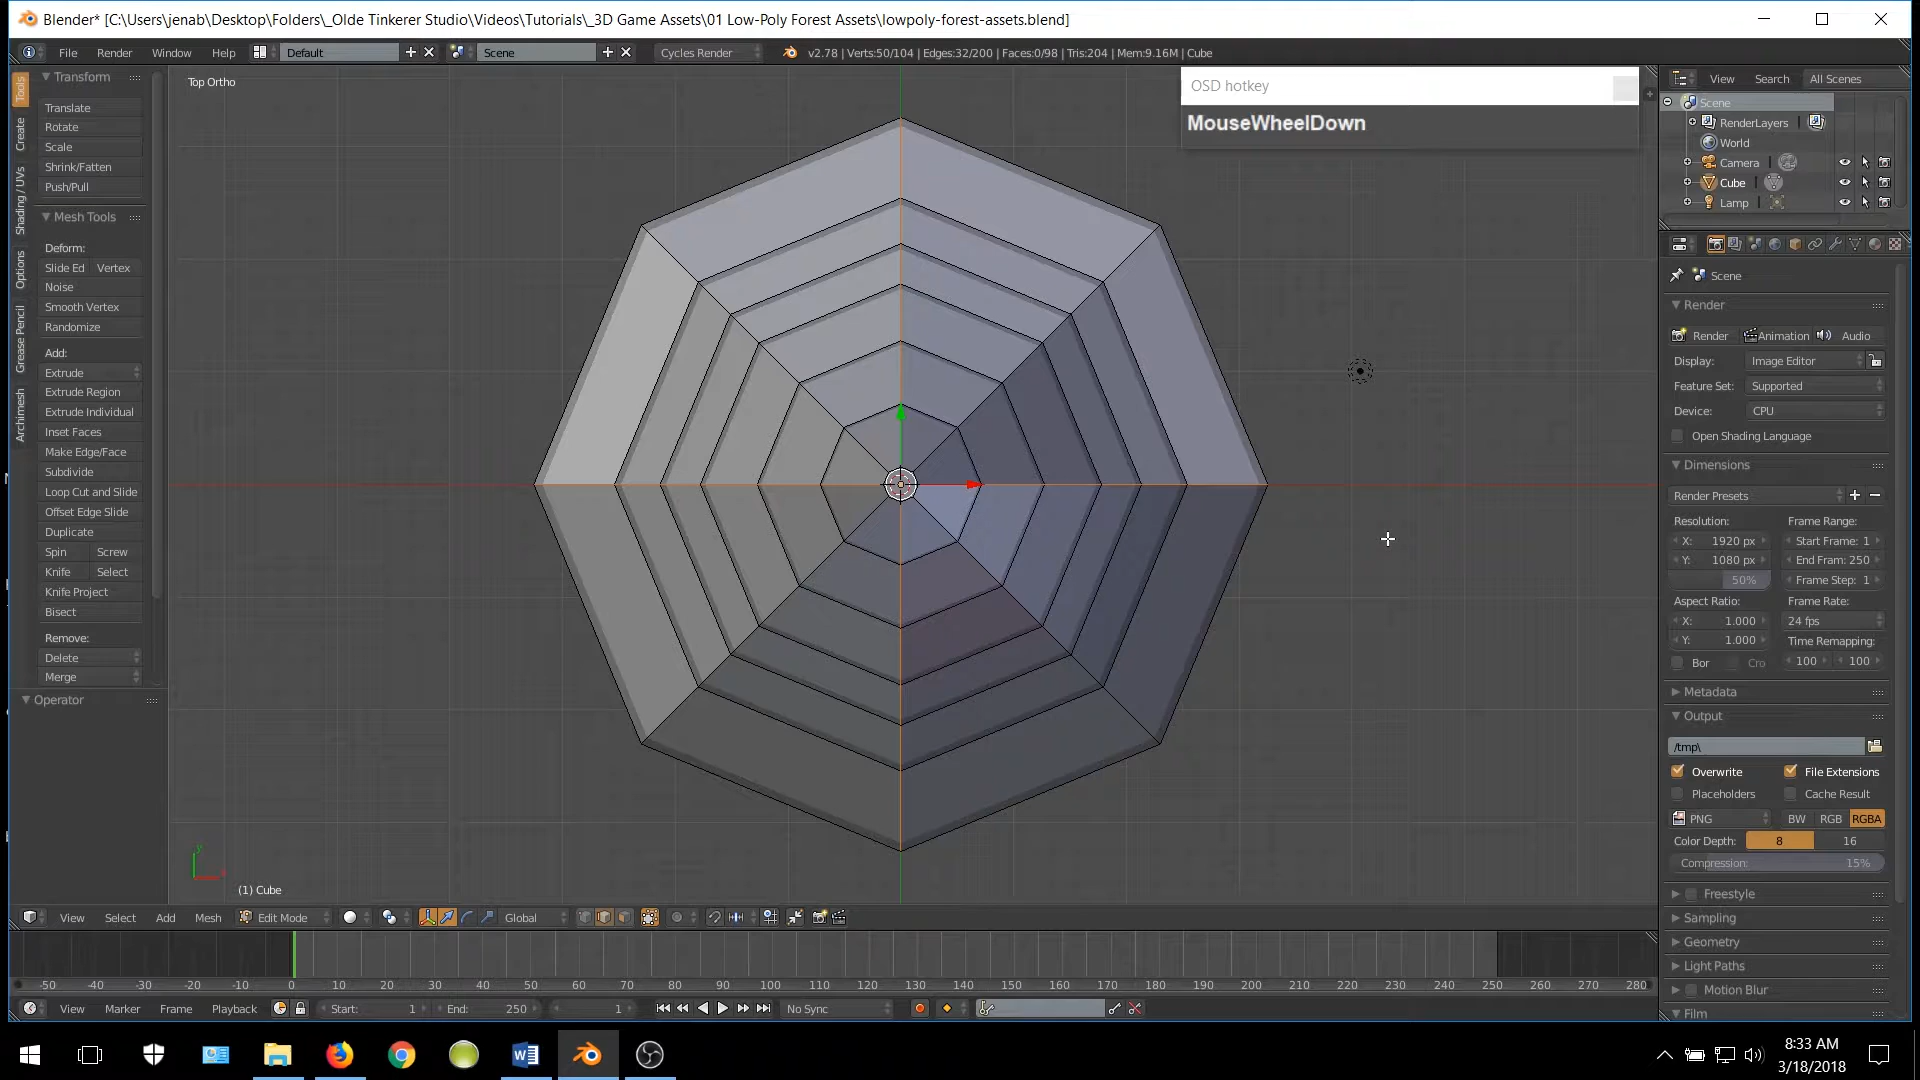 Blender* [C:\Users\jenab\Desktop\Folders\_Olde Tinkerer Studio\Videos\Tutorials\_3D Game Assets\01 Low-Poly Forest Assets\lowpoly-forest-assets.blend]
File Render Window Help Default Scene Cycles Render v2.78 | Verts:50/104 | Edges:32/200 | Faces:0/98 | Tris:204 | Mem:9.16M | Cube
Tools
Create
Shading / UVs
Options
Grease Pencil
Archimesh
Transform
Translate
Rotate
Scale
Shrink/Fatten
Push/Pull
Mesh Tools
Deform:
Slide Ed Vertex
Noise
Smooth Vertex
Randomize
Add:
Extrude
Extrude Region
Extrude Individual
Inset Faces
Make Edge/Face
Subdivide
Loop Cut and Slide
Offset Edge Slide
Duplicate
Spin Screw
Knife Select
Knife Project
Bisect
Remove:
Delete
Merge
Operator
Top Ortho
OSD hotkey
MouseWheelDown
y
(1) Cube
View Select Add Mesh Edit Mode Global
View Search All Scenes
Scene
RenderLayers
World
Camera
Cube
Lamp
Scene
Render
Render Animation Audio
Display: Image Editor
Feature Set: Supported
Device: CPU
Open Shading Language
Dimensions
Render Presets
Resolution: Frame Range:
X: 1920 px Start Frame: 1
Y: 1080 px End Fram: 250
50% Frame Step: 1
Aspect Ratio: Frame Rate:
X: 1.000 24 fps
Y: 1.000 Time Remapping:
Bor Cro 100 100
Metadata
Output
/tmp\
Overwrite File Extensions
Placeholders Cache Result
PNG BW RGB RGBA
Color Depth: 8 16
Compression: 15%
Freestyle
Sampling
Geometry
Light Paths
Motion Blur
Film
-50 -40 -30 -20 -10 0 10 20 30 40 50 60 70 80 90 100 110 120 130 140 150 160 170 180 190 200 210 220 230 240 250 260 270 280
View Marker Frame Playback Start: 1 End: 250 1 No Sync
8:33 AM
3/18/2018